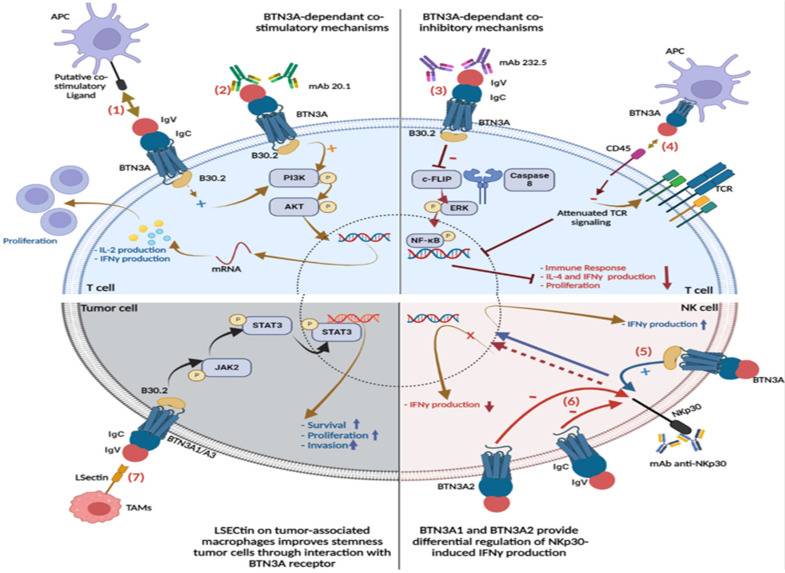 APC
BTN3A-dependant co-
stimulatory mechanisms
Putative co-
stimulatory
Ligand
(1)
IgV
IgC
BTN3A
B30.2
+
(2)
mAb 20.1
BTN3A
B30.2
+
PI3K
P
AKT
P
mRNA
- IL-2 production
- IFNγ production
Proliferation
T cell
BTN3A-dependant co-
inhibitory mechanisms
mAb 232.5
(3)
IgV
IgC
BTN3A
B30.2
-
c-FLIP
Caspase
8
P
ERK
NF-κB
P
APC
BTN3A
CD45
(4)
-
TCR
Attenuated TCR
signaling
- Immune Response
- IL-4 and IFNγ production
- Proliferation
T cell
Tumor cell
P
STAT3
P
STAT3
JAK2
P
B30.2
IgC
IgV
BTN3A1/A3
LSectin
(7)
TAMs
- Survival
- Proliferation
- Invasion
LSECtin on tumor-associated
macrophages improves stemness
tumor cells through interaction with
BTN3A receptor
NK cell
X
- IFNγ production
- IFNγ production
(5)
+
BTN3A
(6)
-
-
NKp30
mAb anti-NKp30
BTN3A2
IgC
IgV
BTN3A1 and BTN3A2 provide
differential regulation of NKp30-
induced IFNγ production